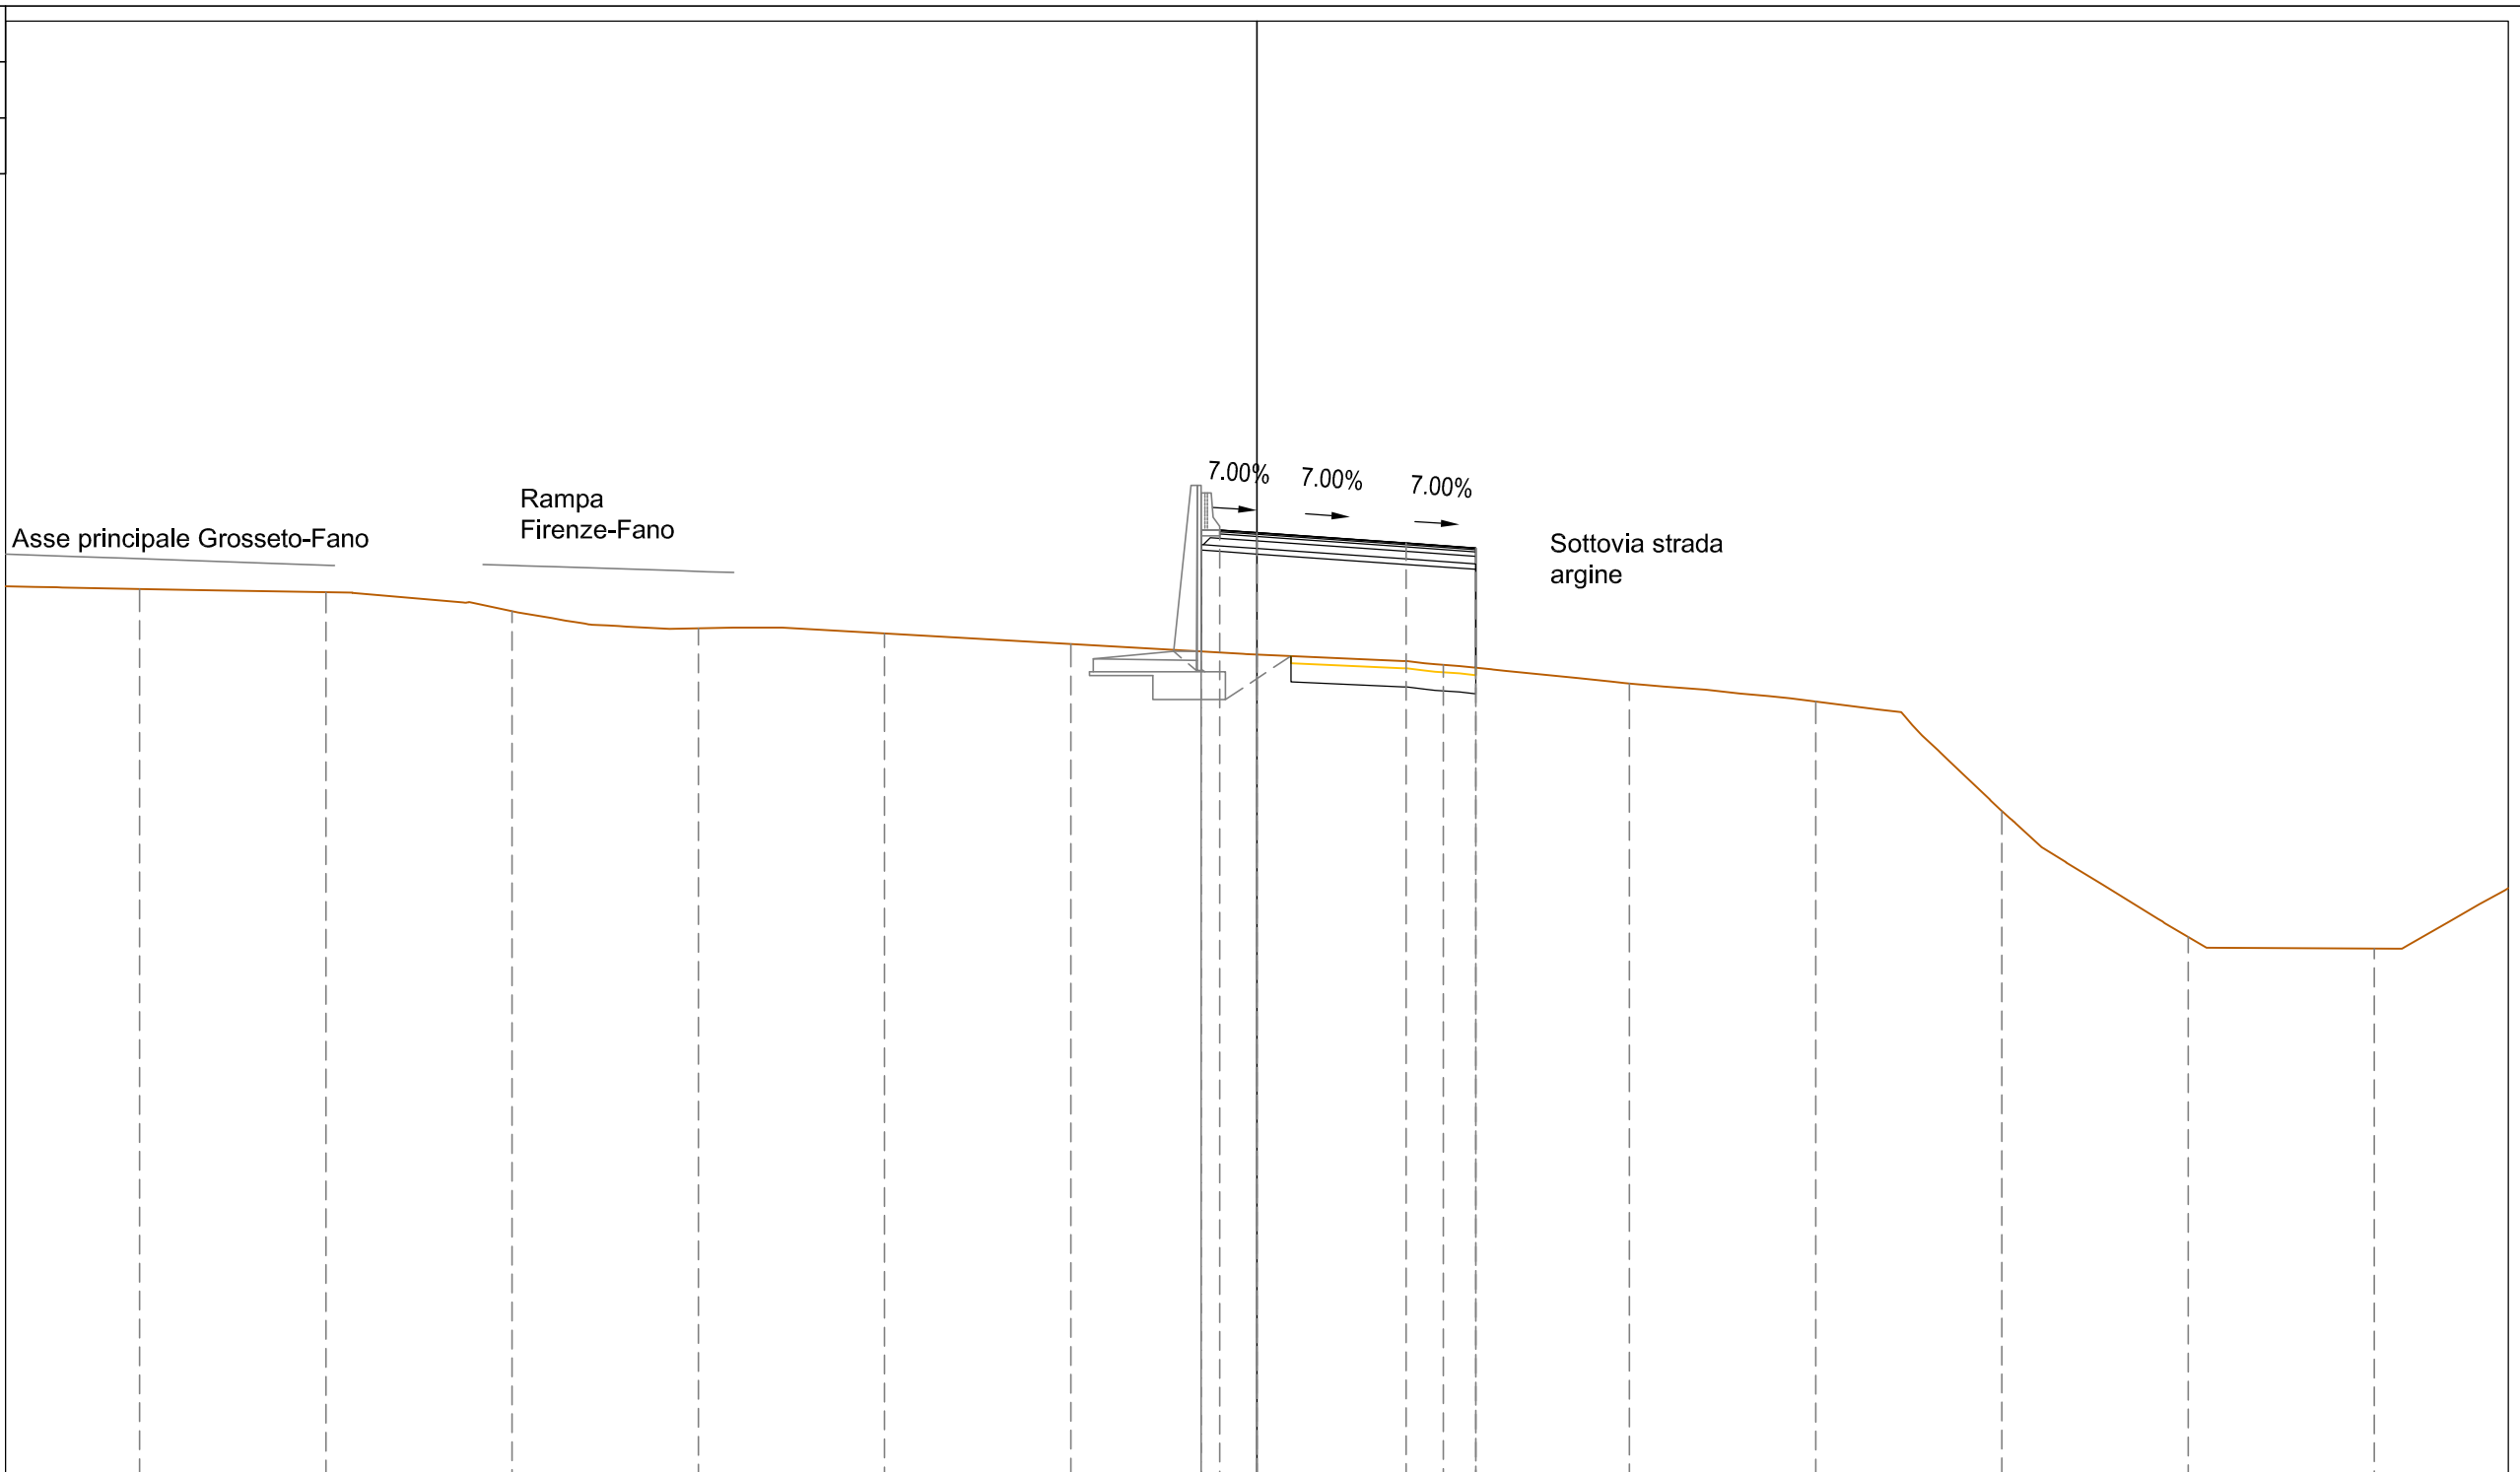 7.00% 7.00% 7.00%
Rampa
Firenze-Fano
Asse principale Grosseto-Fano
Sottovia strada
argine